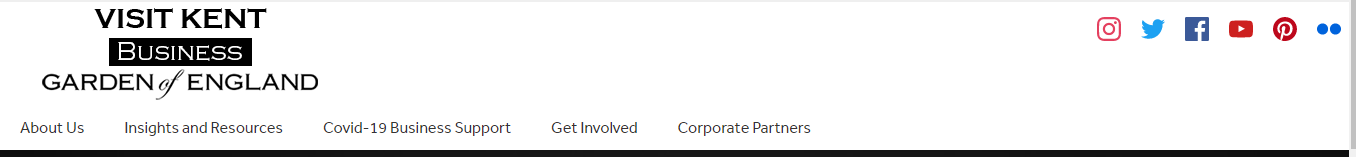 VISIT KENT
BUSINESS
GARDEN of ENGLAND
About Us Insights and Resources Covid-19 Business Support Get Involved Corporate Partners